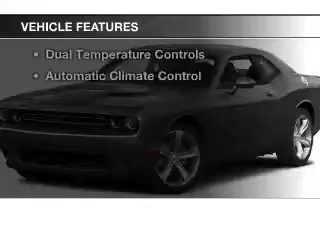 VEHICLE FEATURES
• Dual Temperature Controls
• Automatic Climate Control